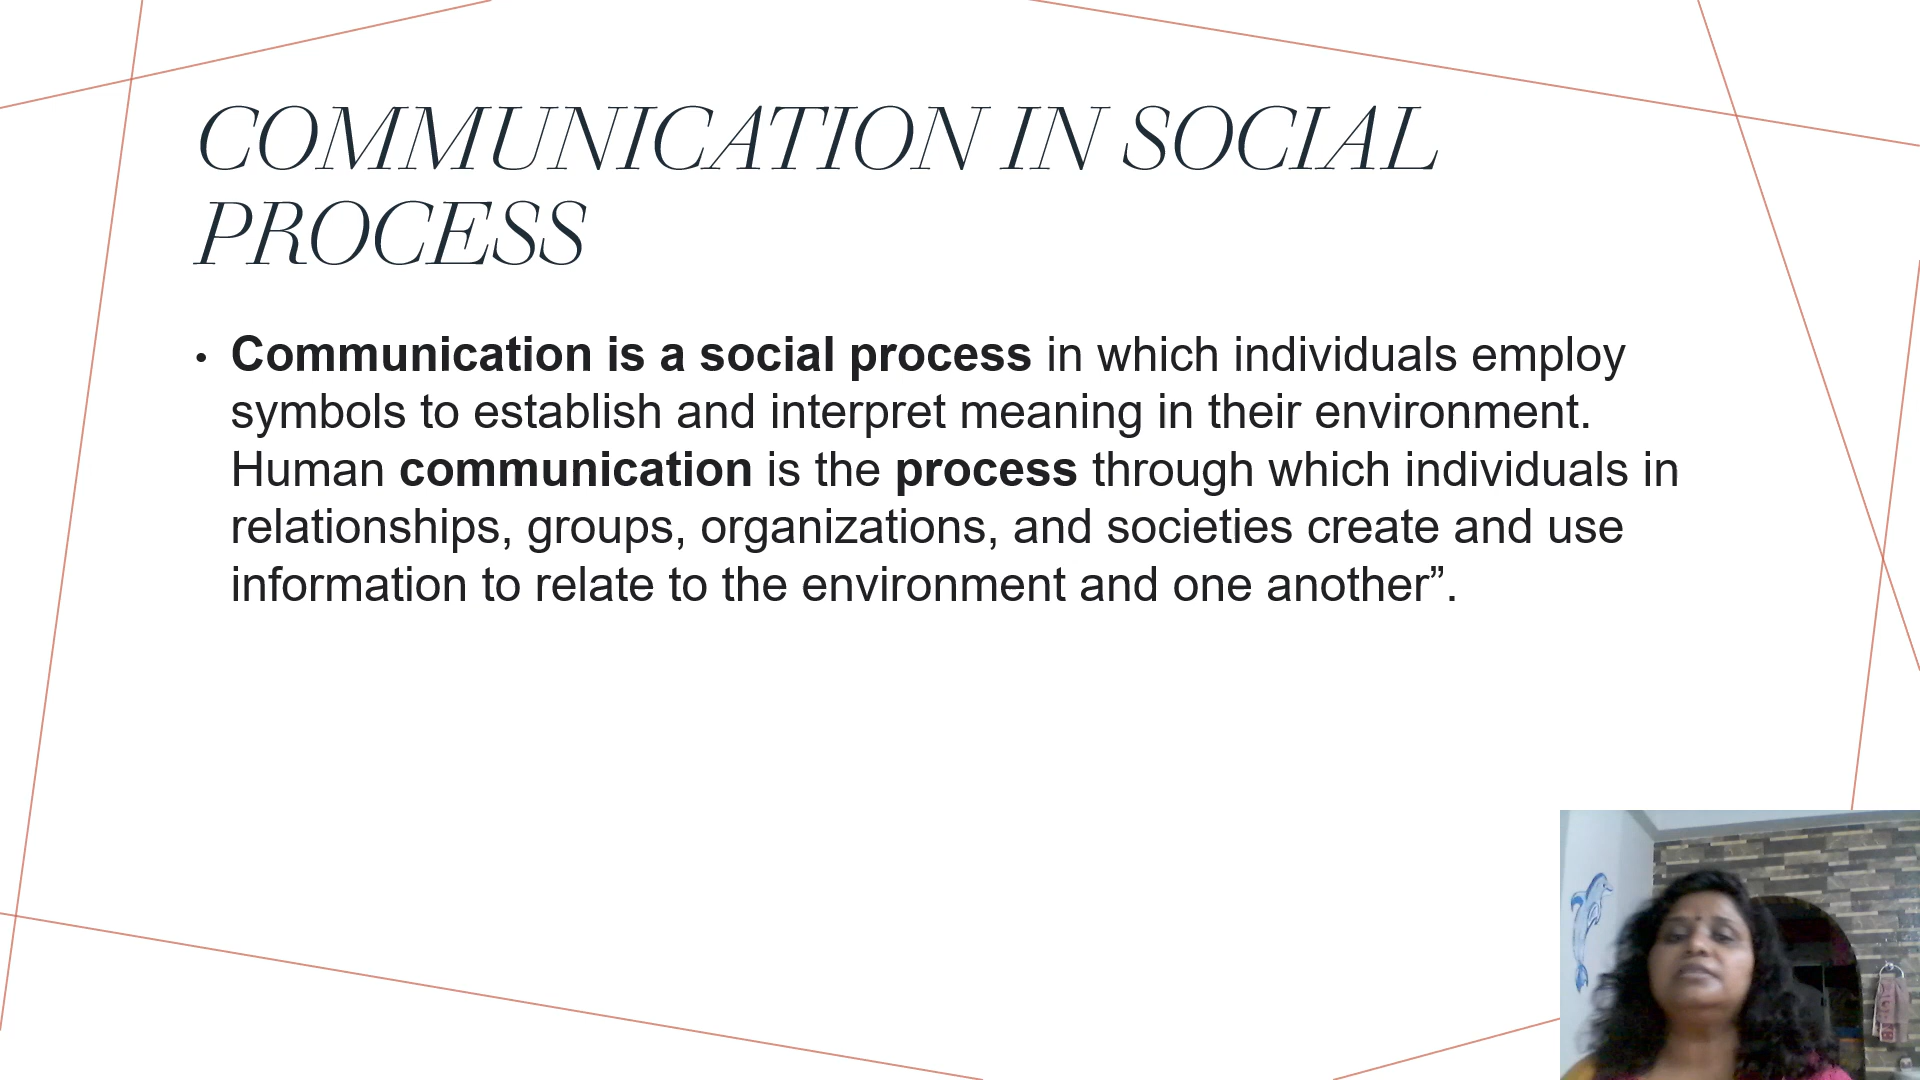 COMMUNICATION IN SOCIAL
PROCESS
• Communication is a social process in which individuals employ
symbols to establish and interpret meaning in their environment.
Human communication is the process through which individuals in
relationships, groups, organizations, and societies create and use
information to relate to the environment and one another”.